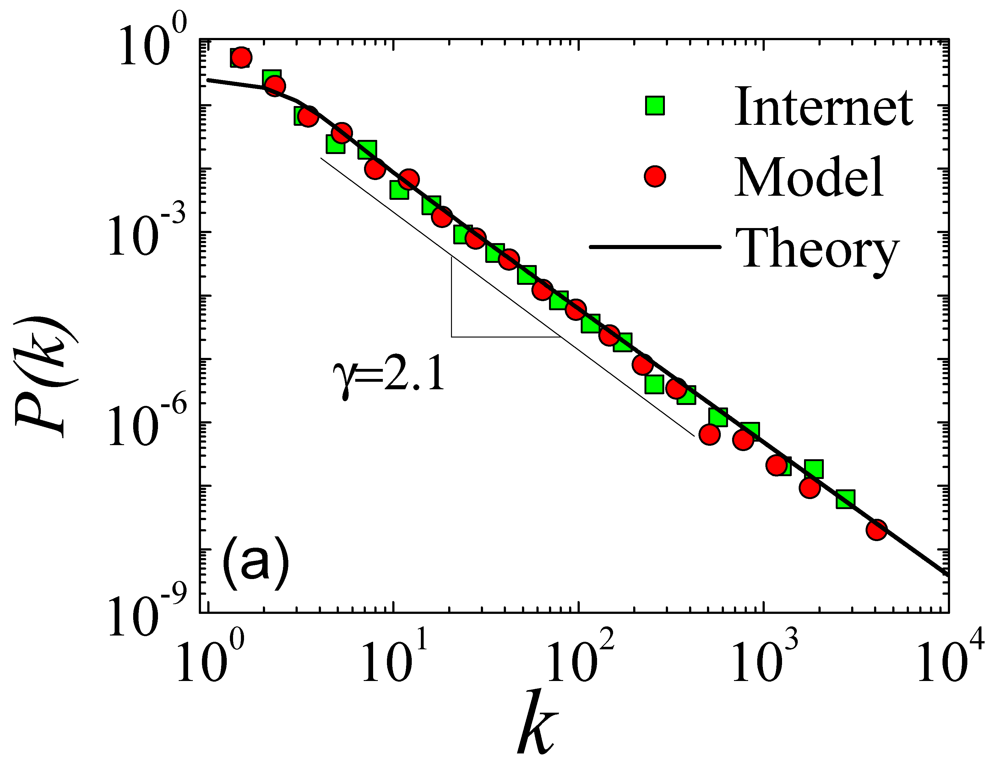 10^0
10^-3
10^-6
10^-9
P(k)
Internet
Model
Theory
γ=2.1
(a)
10^0 10^1 10^2 10^3 10^4
k